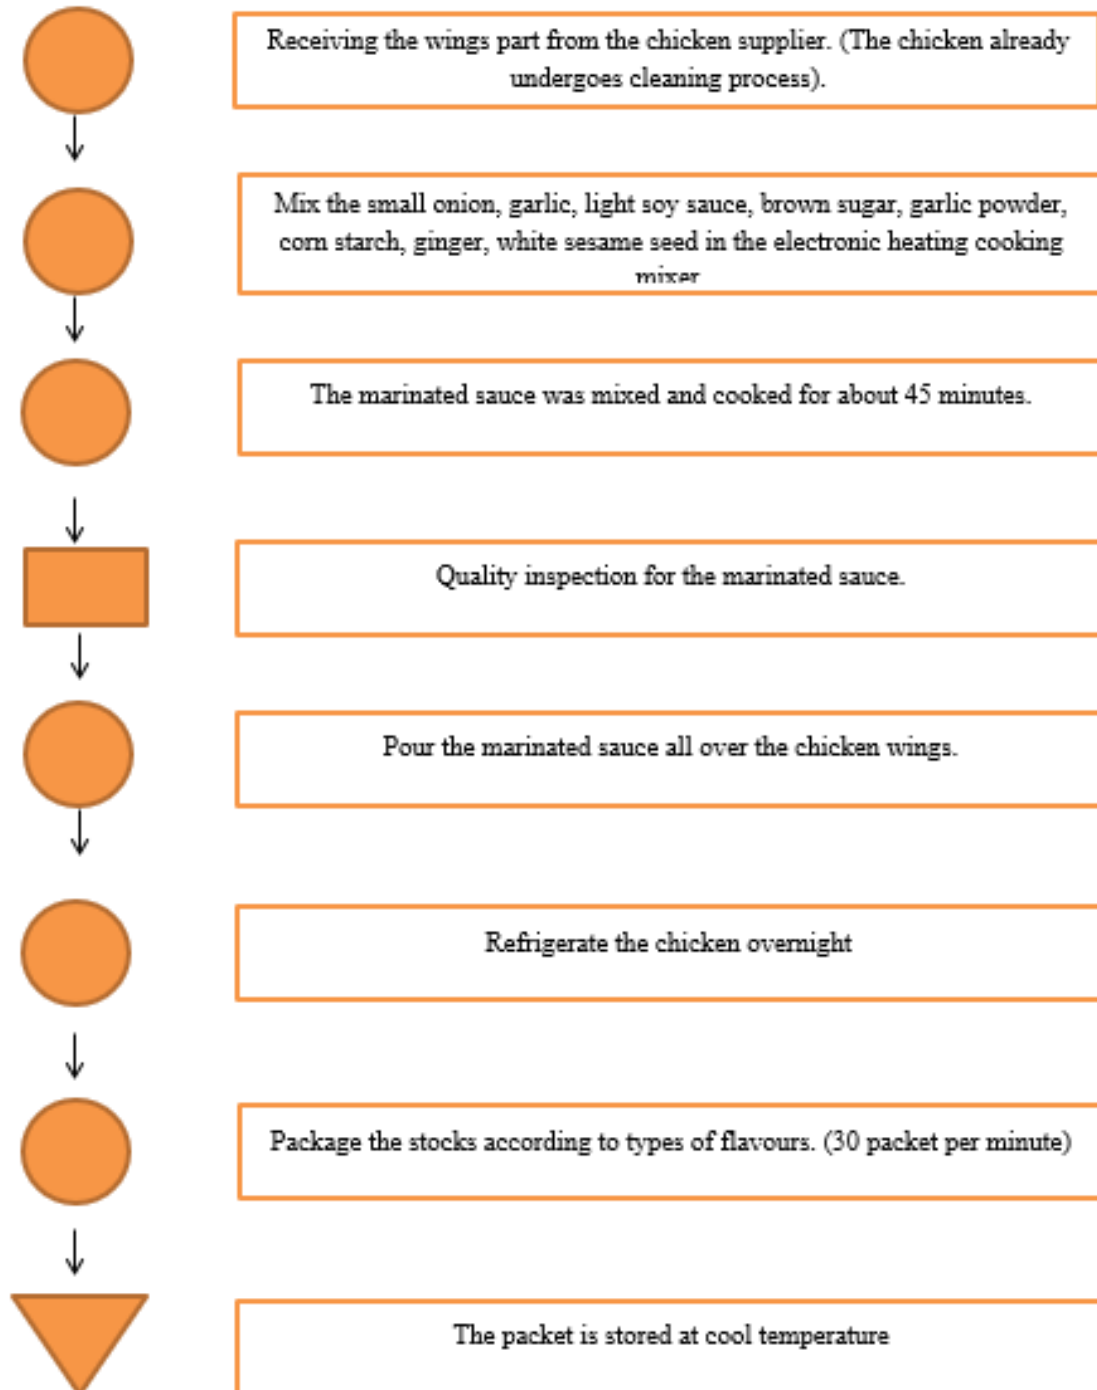 Receiving the wings part from the chicken supplier. (The chicken already
undergoes cleaning process).
Mix the small onion, garlic, light soy sauce, brown sugar, garlic powder,
corn starch, ginger, white sesame seed in the electronic heating cooking
mixer
The marinated sauce was mixed and cooked for about 45 minutes.
Quality inspection for the marinated sauce.
Pour the marinated sauce all over the chicken wings.
Refrigerate the chicken overnight
Package the stocks according to types of flavours. (30 packet per minute)
The packet is stored at cool temperature